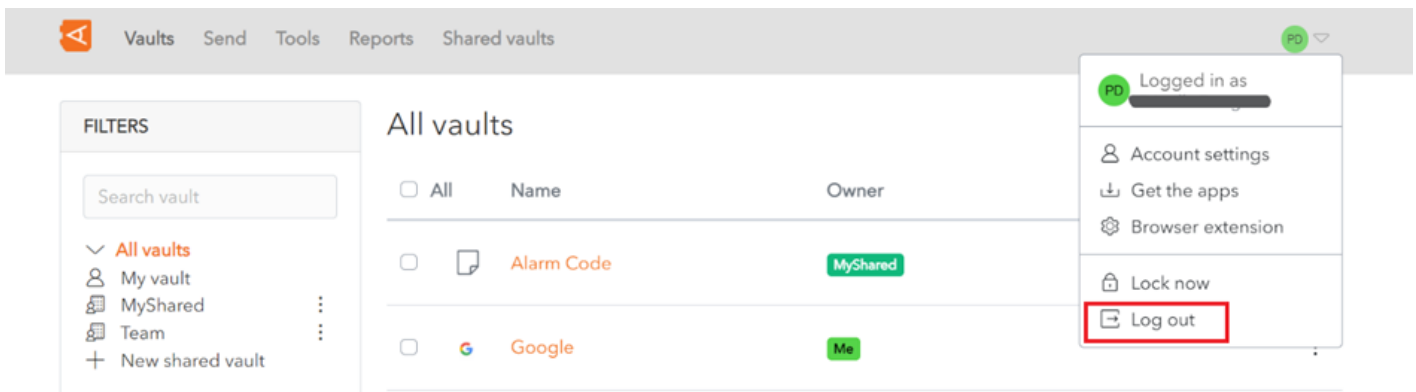 Vaults Send Tools Reports Shared vaults
PD
PD Logged in as
Account settings
Get the apps
Browser extension
Lock now
Log out
FILTERS
Search vault
All vaults
My vault
MyShared
Team
New shared vault
All vaults
All Name Owner
Alarm Code MyShared
Google Me